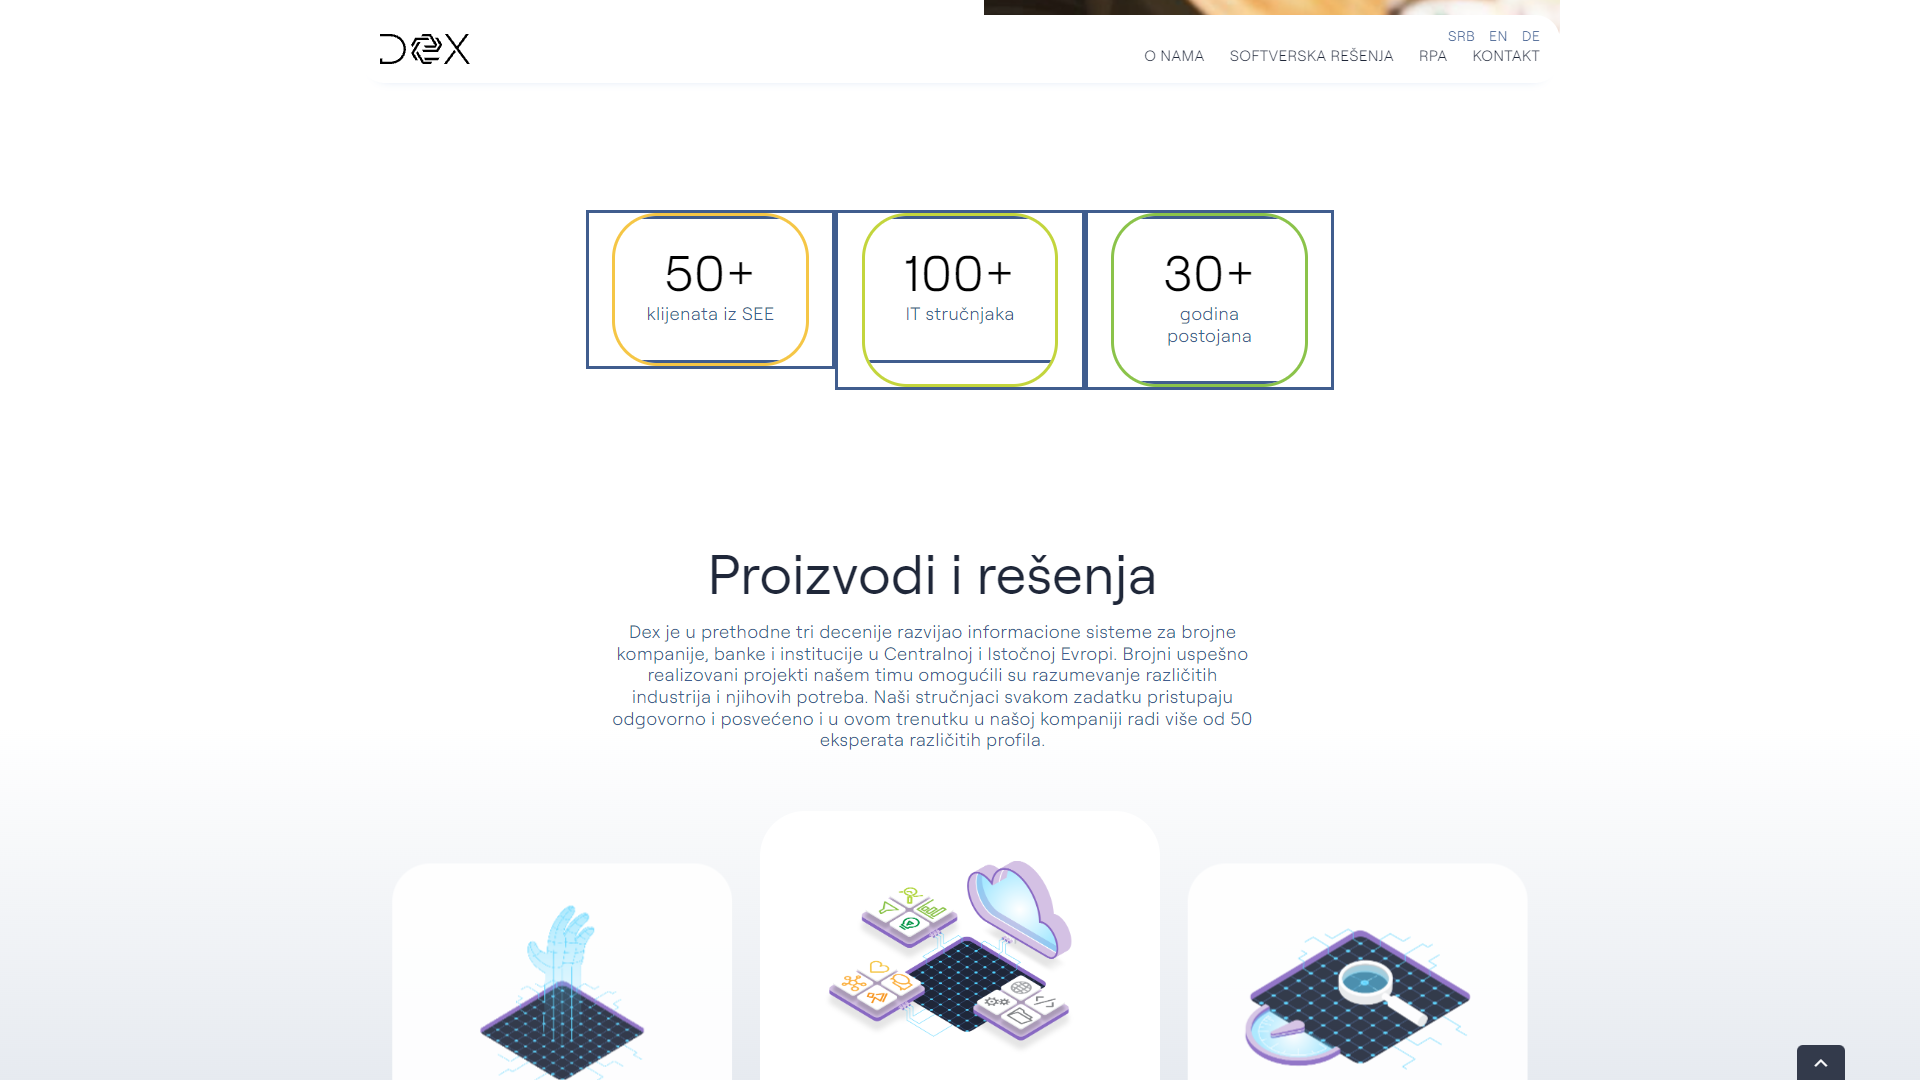 DeX
SRB EN DE
O NAMA SOFTVERSKA REŠENJA RPA KONTAKT
50+
klijenata iz SEE
100+
IT stručnjaka
30+
godina
postojana
Proizvodi i rešenja
Dex je u prethodne tri decenije razvijao informacione sisteme za brojne
kompanije, banke i institucije u Centralnoj i Istočnoj Evropi. Brojni uspešno
realizovani projekti našem timu omogućili su razumevanje različitih
industrija i njihovih potreba. Naši stručnjaci svakom zadatku pristupaju
odgovorno i posvećeno i u ovom trenutku u našoj kompaniji radi više od 50
eksperata različitih profila.